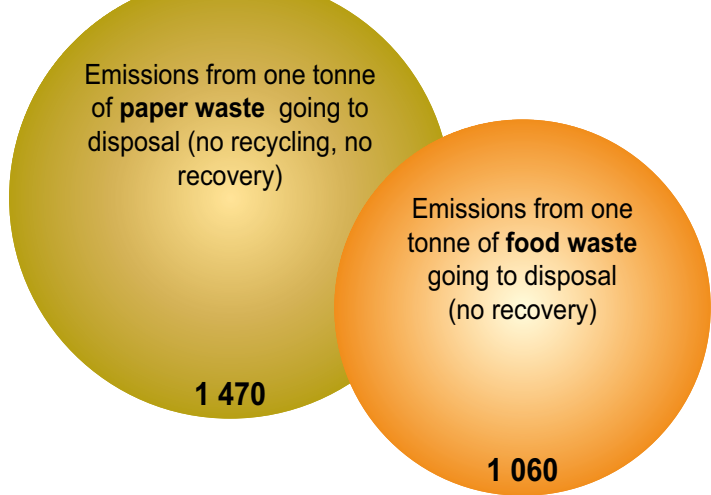 Emissions from one tonne
of paper waste going to
disposal (no recycling, no
recovery)
1 470
Emissions from one
tonne of food waste
going to disposal
(no recovery)
1 060